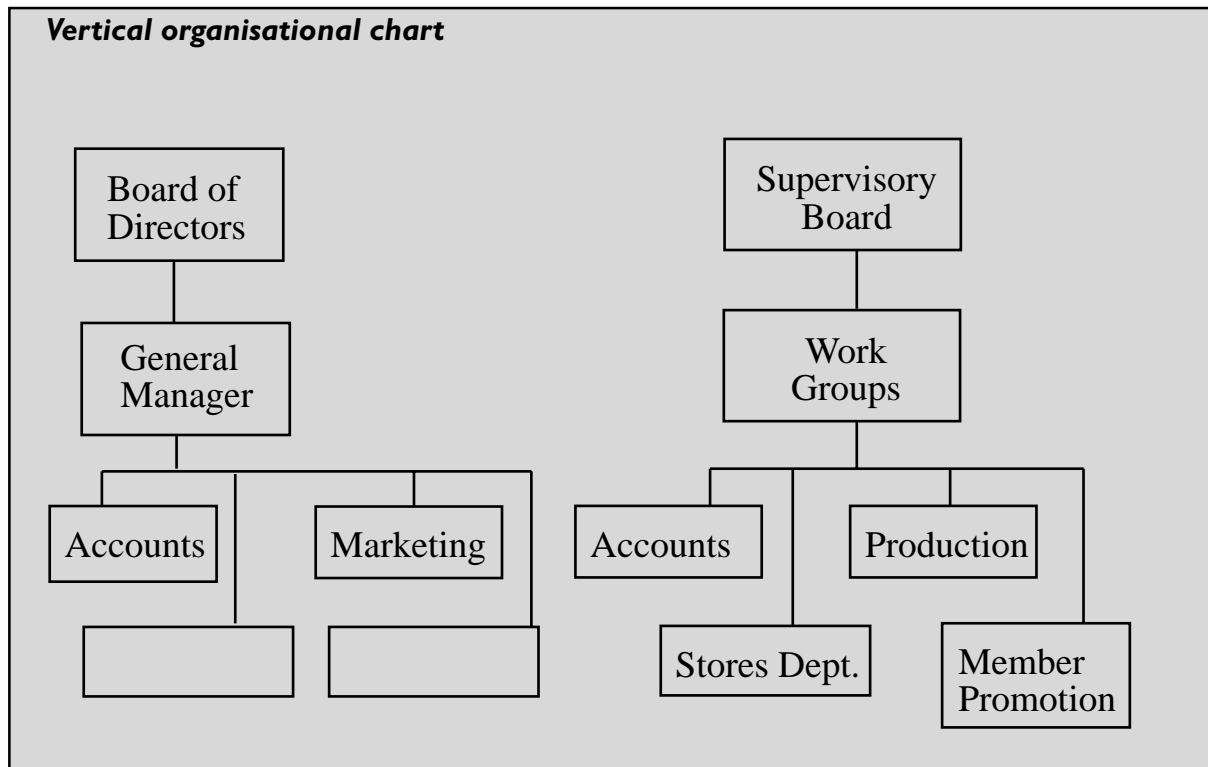 Vertical organisational chart
Board of
Directors
General
Manager
Accounts
Marketing
Supervisory
Board
Work
Groups
Accounts
Production
Stores Dept.
Member
Promotion